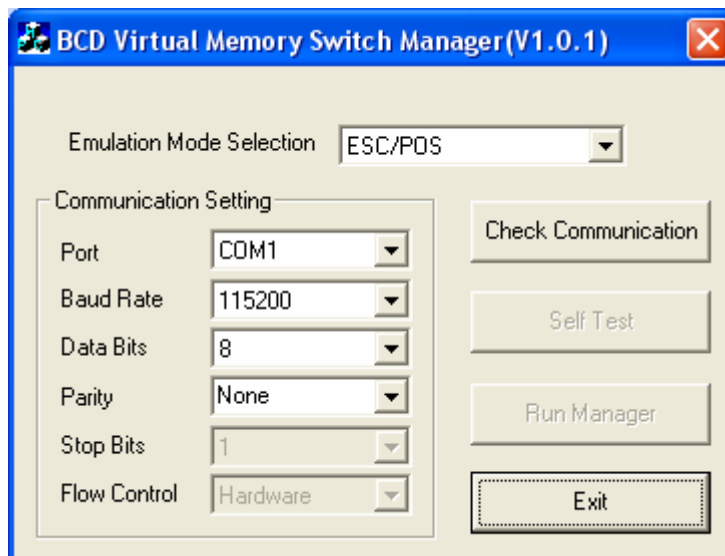 BCD Virtual Memory Switch Manager(V1.0.1)
Emulation Mode Selection ESC/POS
Communication Setting
Port COM1
Baud Rate 115200
Data Bits 8
Parity None
Stop Bits 1
Flow Control Hardware
Check Communication
Self Test
Run Manager
Exit